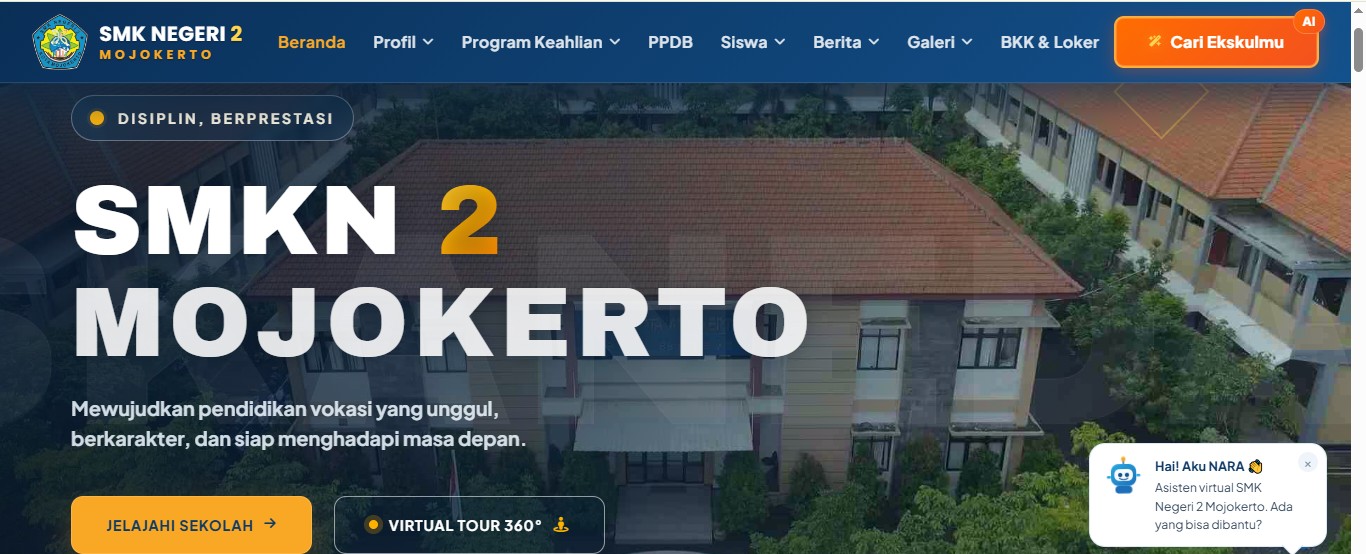 SMK NEGERI 2
MOJOKERTO
Beranda
Profil
Program Keahlian
PPDB
Siswa
Berita
Galeri
BKK & Loker
Cari Ekskulmu
AI
DISIPLIN, BERPRESTASI
SMKN 2
MOJOKERTO
Mewujudkan pendidikan vokasi yang unggul,
berkarakter, dan siap menghadapi masa depan.
JELAJAHI SEKOLAH
VIRTUAL TOUR 360°
Hai! Aku NARA 👋
Asisten virtual SMK
Negeri 2 Mojokerto. Ada
yang bisa dibantu?